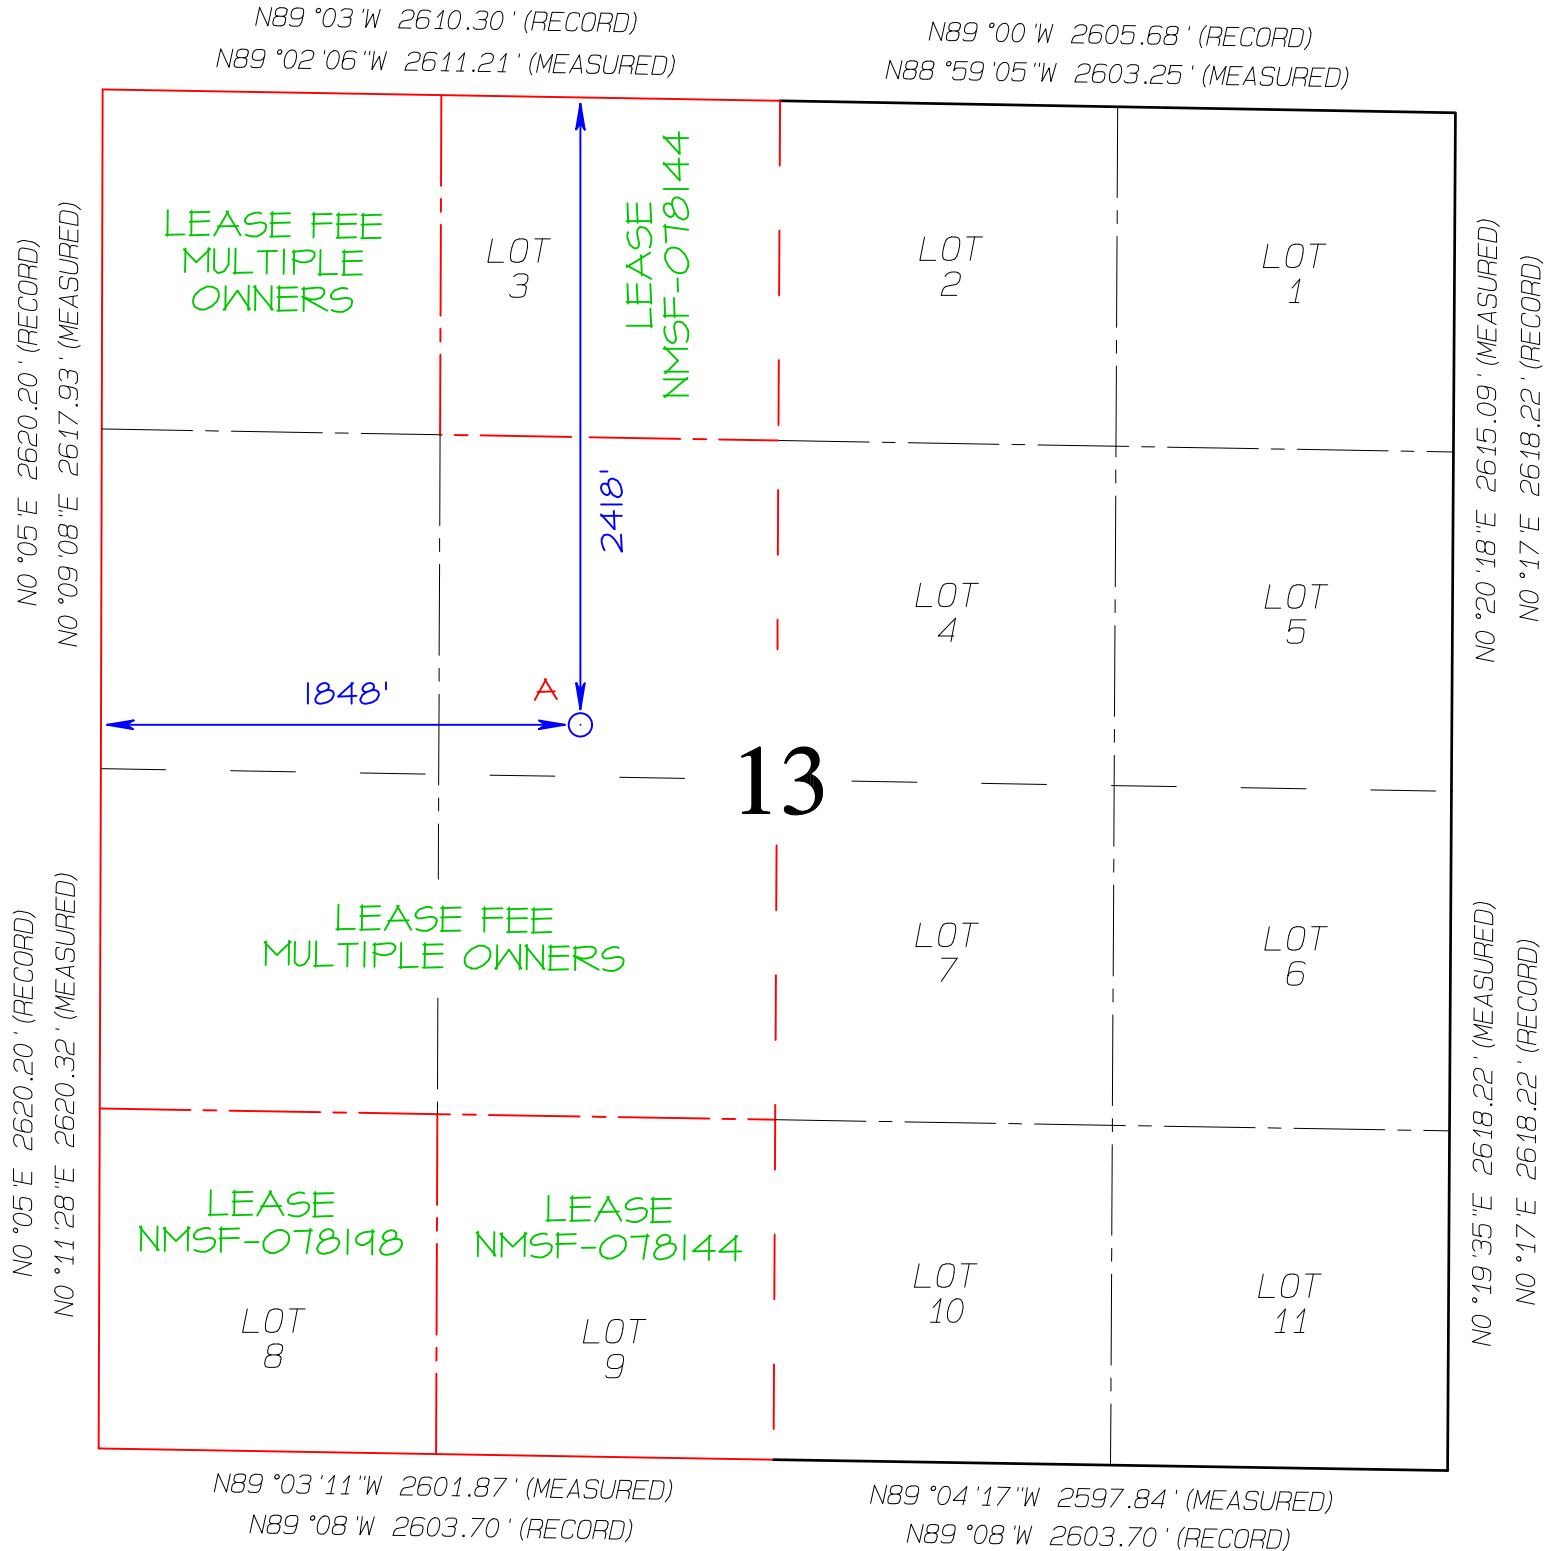 N89°03'W 2610.30' (RECORD)
N89°02'06"W 2611.21' (MEASURED)
N89°00'W 2605.68' (RECORD)
N88°59'05"W 2603.25' (MEASURED)
N0°05'E 2620.20' (RECORD)
N0°09'08"E 2617.93' (MEASURED)
LEASE FEE
MULTIPLE
OWNERS
LOT
3
LEASE
NMSF-078144
LOT
2
LOT
1
N0°20'18"E 2615.09' (MEASURED)
N0°17'E 2618.22' (RECORD)
2418'
1848'
A
LOT
4
LOT
5
13
LEASE FEE
MULTIPLE OWNERS
LOT
7
LOT
6
N0°05'E 2620.20' (RECORD)
N0°11'28"E 2620.32' (MEASURED)
N0°19'35"E 2618.22' (MEASURED)
N0°17'E 2618.22' (RECORD)
LEASE
NMSF-078198
LOT
8
LEASE
NMSF-078144
LOT
9
LOT
10
LOT
11
N89°03'11"W 2601.87' (MEASURED)
N89°08'W 2603.70' (RECORD)
N89°04'17"W 2597.84' (MEASURED)
N89°08'W 2603.70' (RECORD)